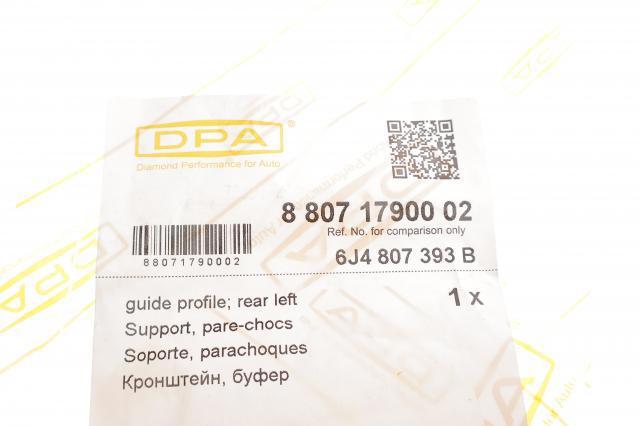 DPA®
Diamond Performance for Auto
8 807 17900 02
Ref. No. for comparison only
6J4 807 393 B
88071790002
guide profile; rear left
1 x
Support, pare-chocs
Soporte, parachoques
Кронштейн, буфер